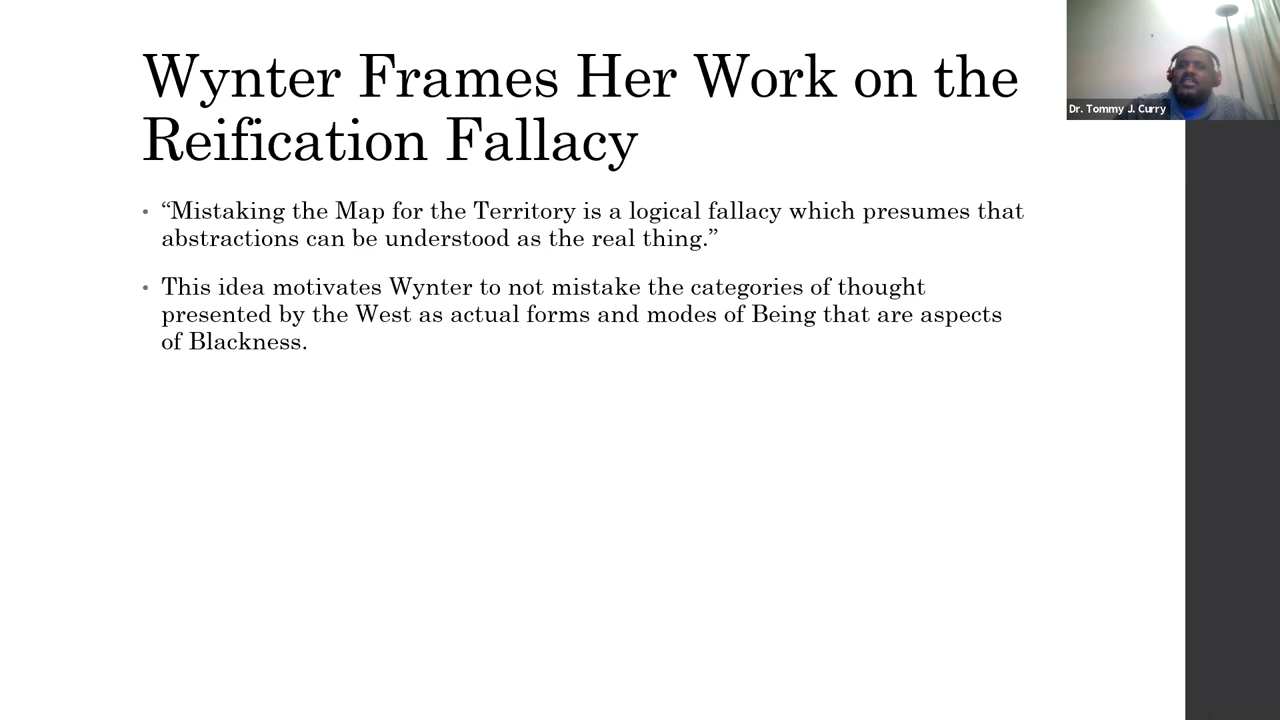 Wynter Frames Her Work on the
Reification Fallacy
• “Mistaking the Map for the Territory is a logical fallacy which presumes that
abstractions can be understood as the real thing.”
• This idea motivates Wynter to not mistake the categories of thought
presented by the West as actual forms and modes of Being that are aspects
of Blackness.
Dr. Tommy J. Curry